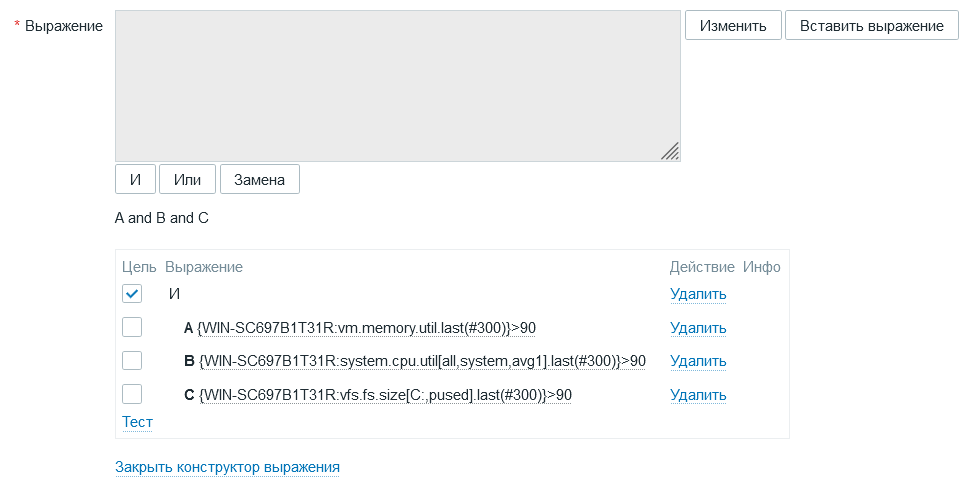 * Выражение
Изменить
Вставить выражение
И
Или
Замена
A and B and C
Цель Выражение Действие Инфо
И Удалить
A {WIN-SC697B1T31R:vm.memory.util.last(#300)}>90 Удалить
B {WIN-SC697B1T31R:system.cpu.util[all,system,avg1].last(#300)}>90 Удалить
C {WIN-SC697B1T31R:vfs.fs.size[C:,pused].last(#300)}>90 Удалить
Тест
Закрыть конструктор выражения